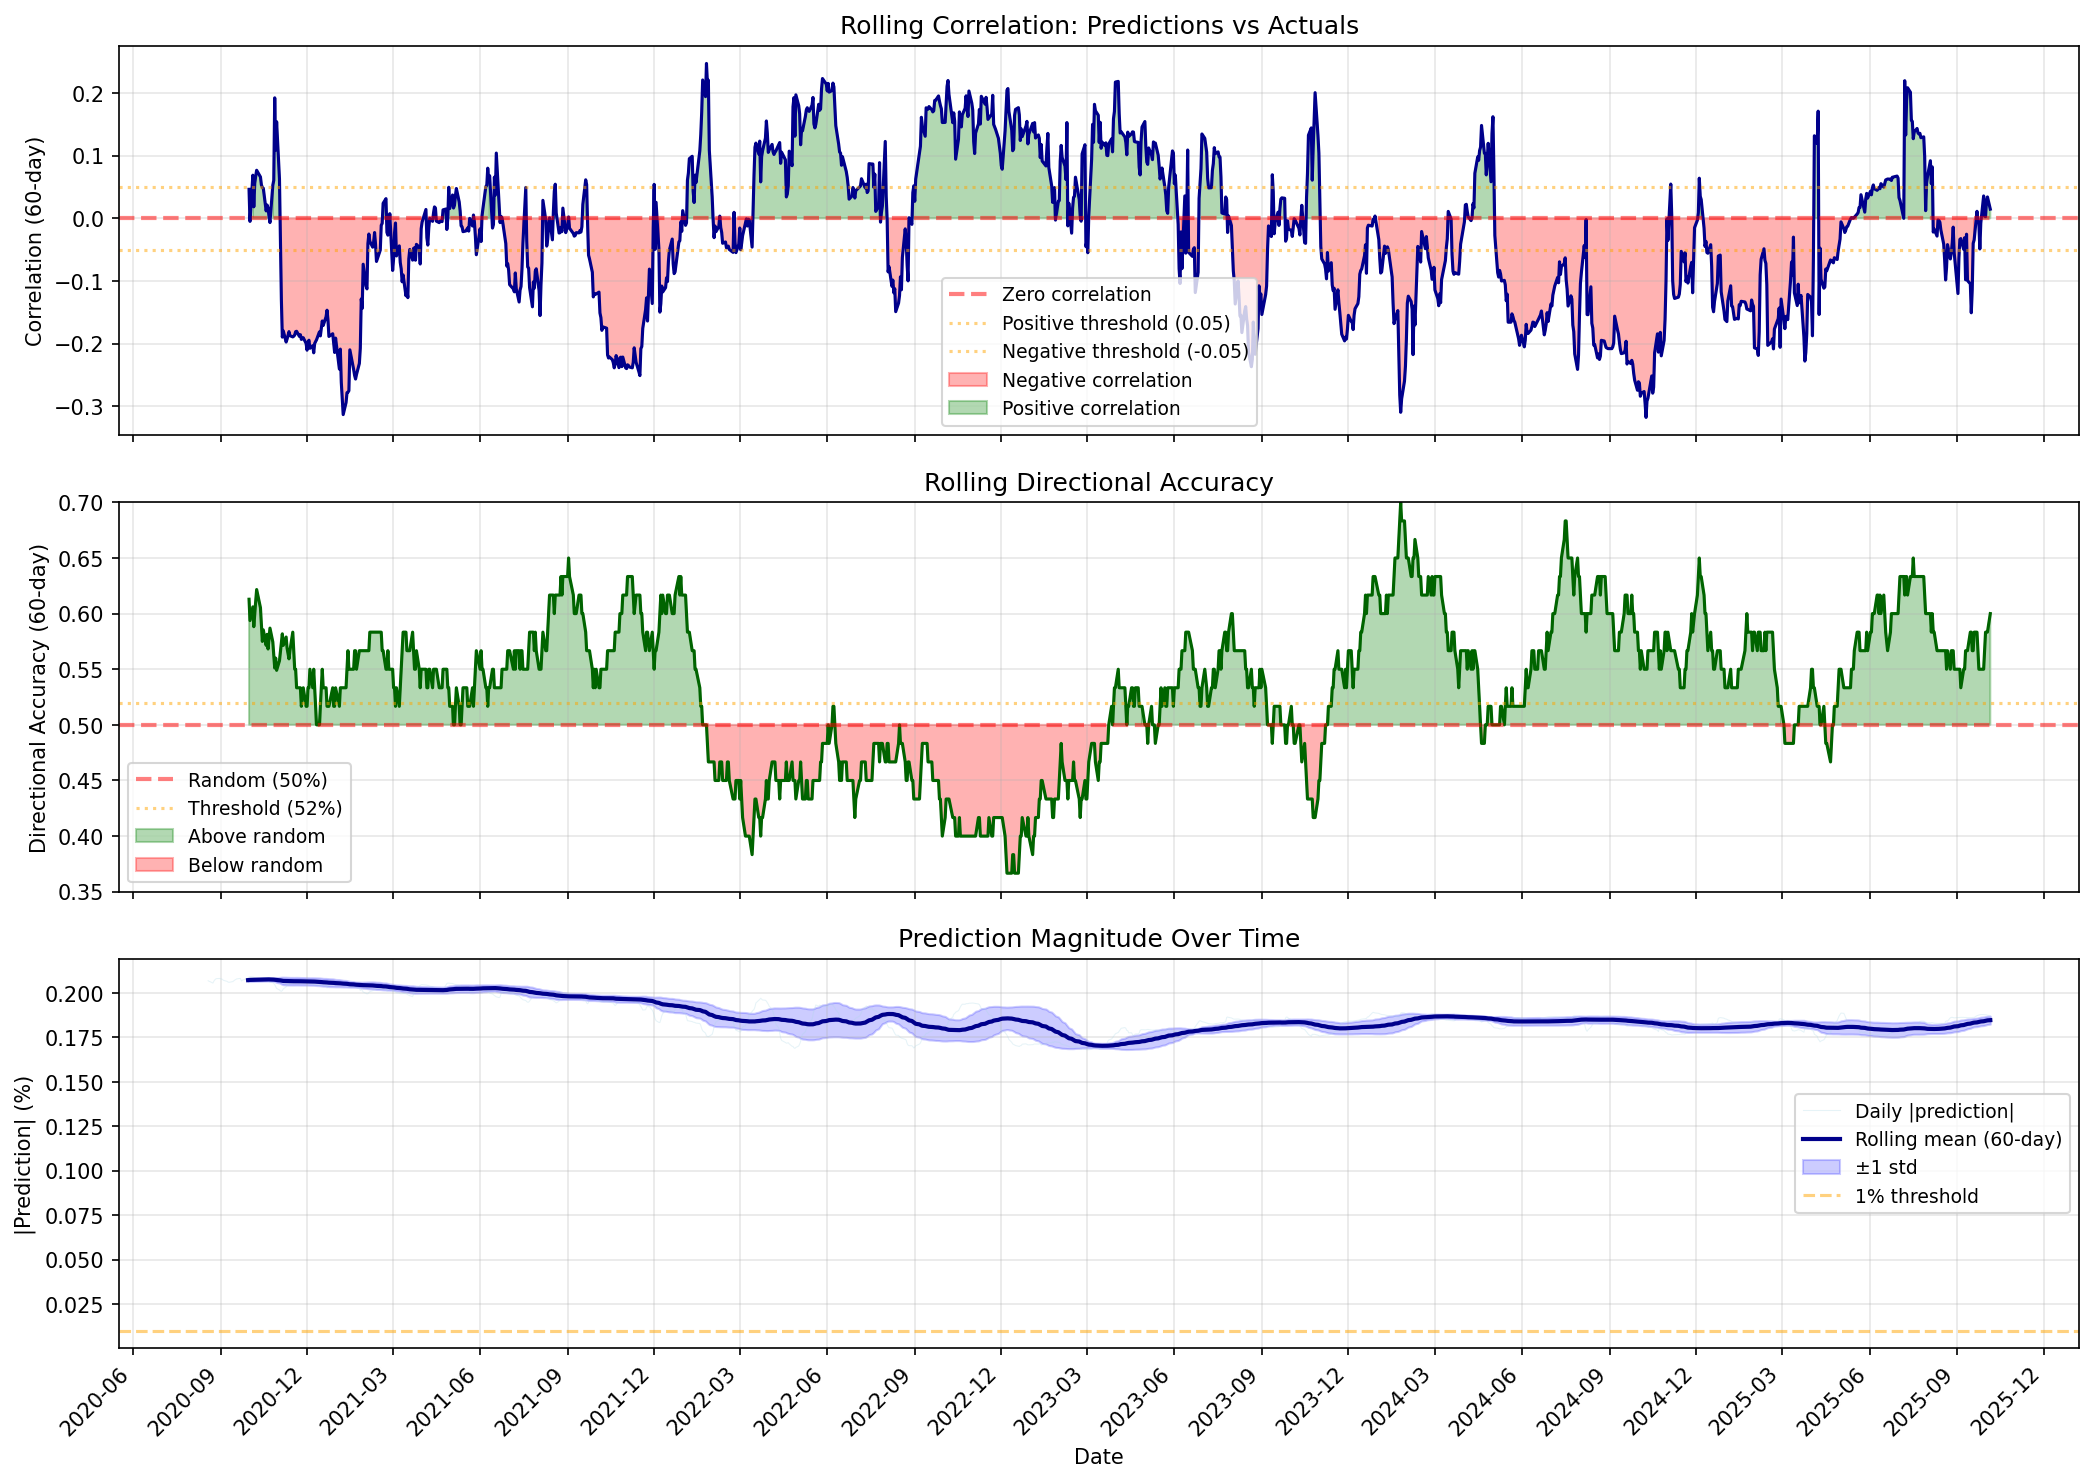 Rolling Correlation: Predictions vs Actuals
Correlation (60-day)
0.2
0.1
0.0
−0.1
−0.2
−0.3
Zero correlation
Positive threshold (0.05)
Negative threshold (-0.05)
Negative correlation
Positive correlation
Rolling Directional Accuracy
Directional Accuracy (60-day)
0.70
0.65
0.60
0.55
0.50
0.45
0.40
0.35
Random (50%)
Threshold (52%)
Above random
Below random
Prediction Magnitude Over Time
|Prediction| (%)
0.200
0.175
0.150
0.125
0.100
0.075
0.050
0.025
Daily |prediction|
Rolling mean (60-day)
±1 std
1% threshold
2020-06
2020-09
2020-12
2021-03
2021-06
2021-09
2021-12
2022-03
2022-06
2022-09
2022-12
2023-03
2023-06
2023-09
2023-12
2024-03
2024-06
2024-09
2024-12
2025-03
2025-06
2025-09
2025-12
Date